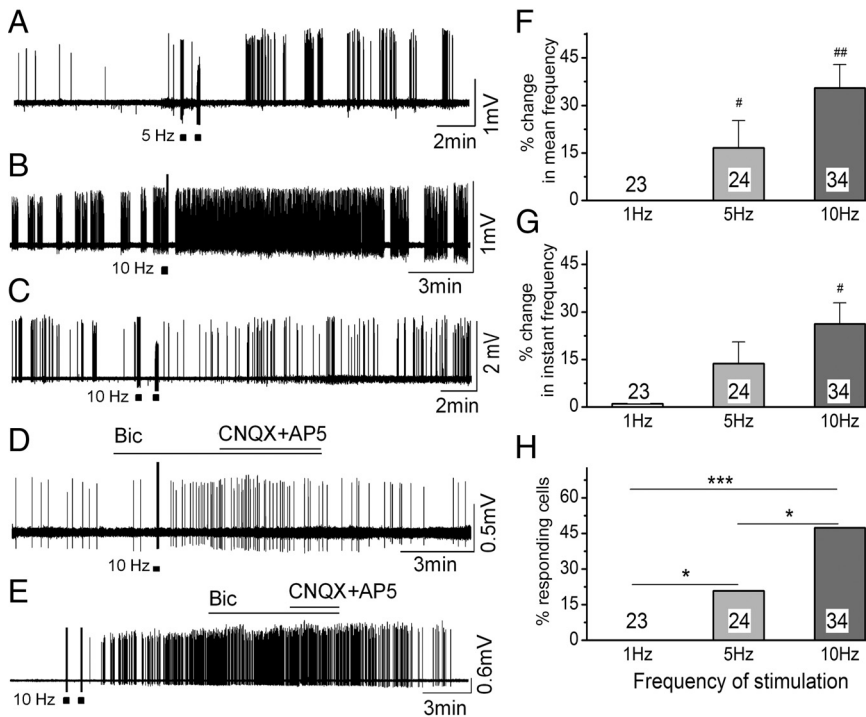 A
5 Hz
2min
1mV
B
10 Hz
3min
1mV
C
10 Hz
2min
2 mV
D
Bic
CNQX+AP5
10 Hz
3min
0.5mV
E
Bic
CNQX+AP5
10 Hz
3min
0.6mV
F
% change
in mean frequency
45
30
15
0
#
##
23
24
34
1Hz
5Hz
10Hz
G
% change
in instant frequency
45
30
15
0
#
23
24
34
1Hz
5Hz
10Hz
H
% responding cells
60
45
30
15
0
***
*
*
23
24
34
1Hz
5Hz
10Hz
Frequency of stimulation